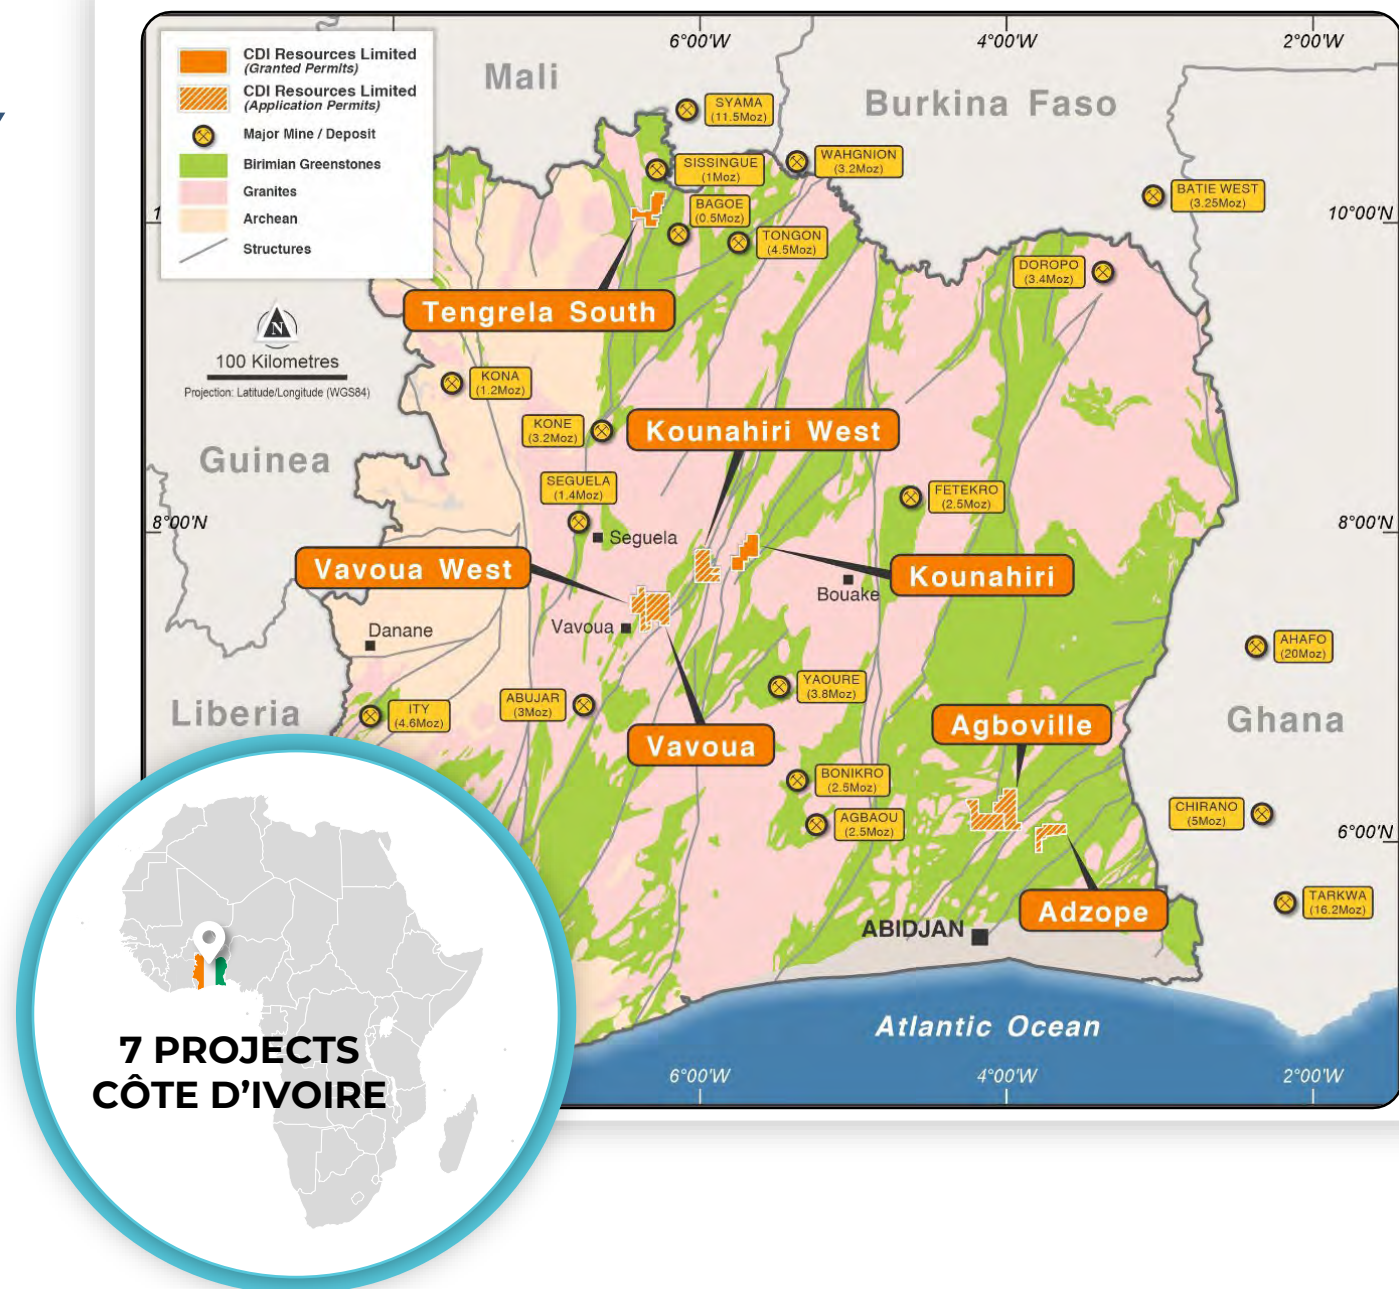 6°00'W
4°00'W
2°00'W
CDI Resources Limited
(Granted Permits)
CDI Resources Limited
(Application Permits)
Major Mine / Deposit
Birimian Greenstones
Granites
Archean
Structures
Mali
Burkina Faso
SYAMA
(11.5Moz)
SISSINGUE
(1Moz)
WAHGNION
(3.2Moz)
BAGOE
(0.5Moz)
TONGON
(4.5Moz)
BATIE WEST
(3.25Moz)
10°00'N
DOROPO
(3.4Moz)
Tengrela South
N
100 Kilometres
Projection: Latitude/Longitude (WGS84)
KONA
(1.2Moz)
KONE
(3.2Moz)
Kounahiri West
Guinea
SEGUELA
(1.4Moz)
FETEKRO
(2.5Moz)
8°00'N
8°00'N
Seguela
Vavoua West
Kounahiri
Bouake
Vavoua
Danane
AHAFO
(20Moz)
YAOURE
(3.8Moz)
ABUJAR
(3Moz)
ITY
(4.6Moz)
Liberia
Ghana
Agboville
Vavoua
BONIKRO
(2.5Moz)
AGBAOU
(2.5Moz)
CHIRANO
(5Moz)
6°00'N
TARKWA
(16.2Moz)
Adzope
ABIDJAN
Atlantic Ocean
6°00'W
4°00'W
2°00'W
7 PROJECTS
CÔTE D'IVOIRE